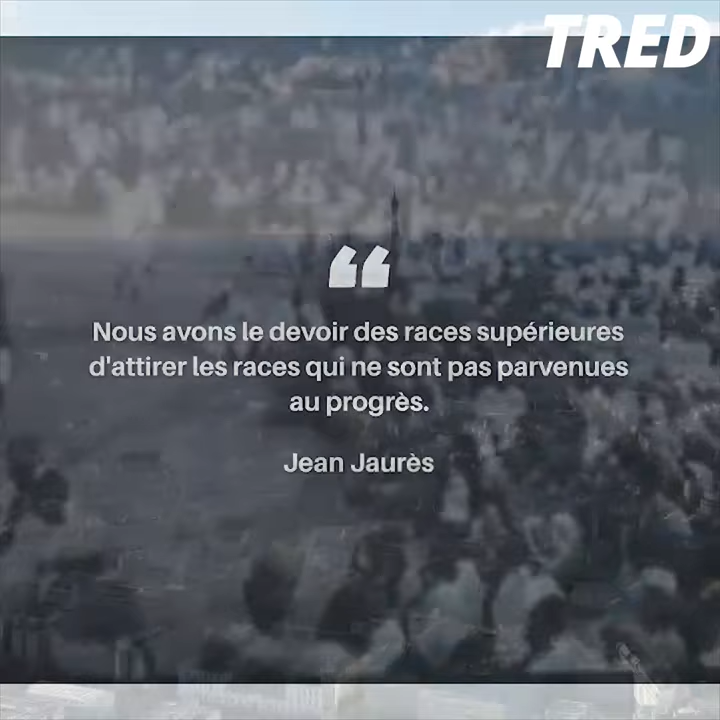 TRED
“
Nous avons le devoir des races supérieures
d'attirer les races qui ne sont pas parvenues
au progrès.
Jean Jaurès